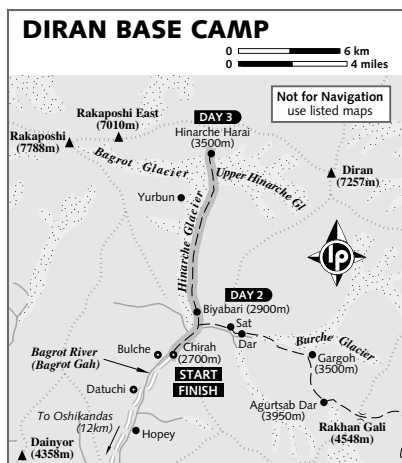 DIRAN BASE CAMP
0 6 km
0 4 miles
Not for Navigation
use listed maps
Rakaposhi East
(7010m)
Rakaposhi
(7788m)
DAY 3
Hinarche Harai
(3500m)
Bagrot Glacier
Upper Hinarche Gl
Diran
(7257m)
Yurbun
Hinarche Glacier
lp
DAY 2
Biyabari (2900m)
Sat
Dar
Burche Glacier
Bagrot River
(Bagrot Gah)
Bulche
Chirah
(2700m)
START
FINISH
Gargoh
(3500m)
Datuchi
Agurtsab Dar
(3950m)
To Oshikandas
(12km)
Rakhan Gali
(4548m)
Hopey
Dainyor
(4358m)